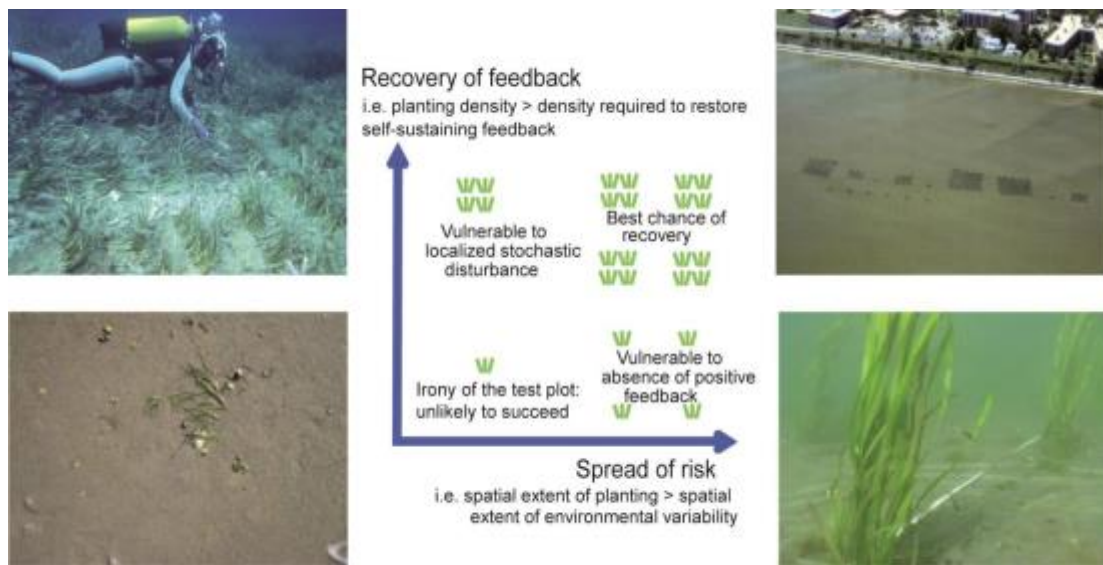 Recovery of feedback
i.e. planting density > density required to restore
self-sustaining feedback
Vulnerable to
localized stochastic
disturbance
Best chance of
recovery
Irony of the test plot:
unlikely to succeed
Vulnerable to
absence of positive
feedback
Spread of risk
i.e. spatial extent of planting > spatial
extent of environmental variability